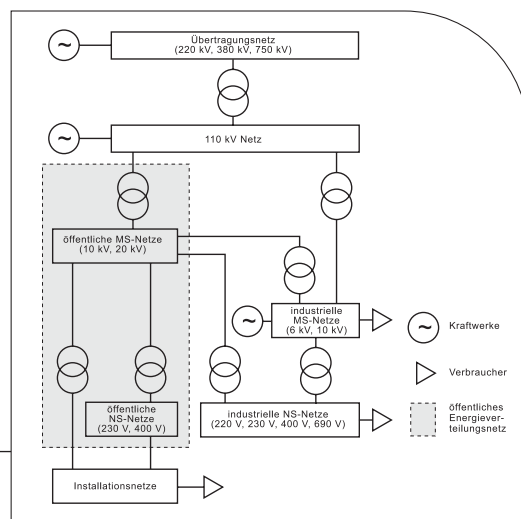 Übertragungsnetz
(220 kV, 380 kV, 750 kV)
~
110 kV Netz
~
öffentliche MS-Netze
(10 kV, 20 kV)
industrielle
MS-Netze
(6 kV, 10 kV)
~
öffentliche
NS-Netze
(230 V, 400 V)
industrielle NS-Netze
(220 V, 230 V, 400 V, 690 V)
Installationsnetze
~
Kraftwerke
Verbraucher
öffentliches
Energiever-
teilungsnetz